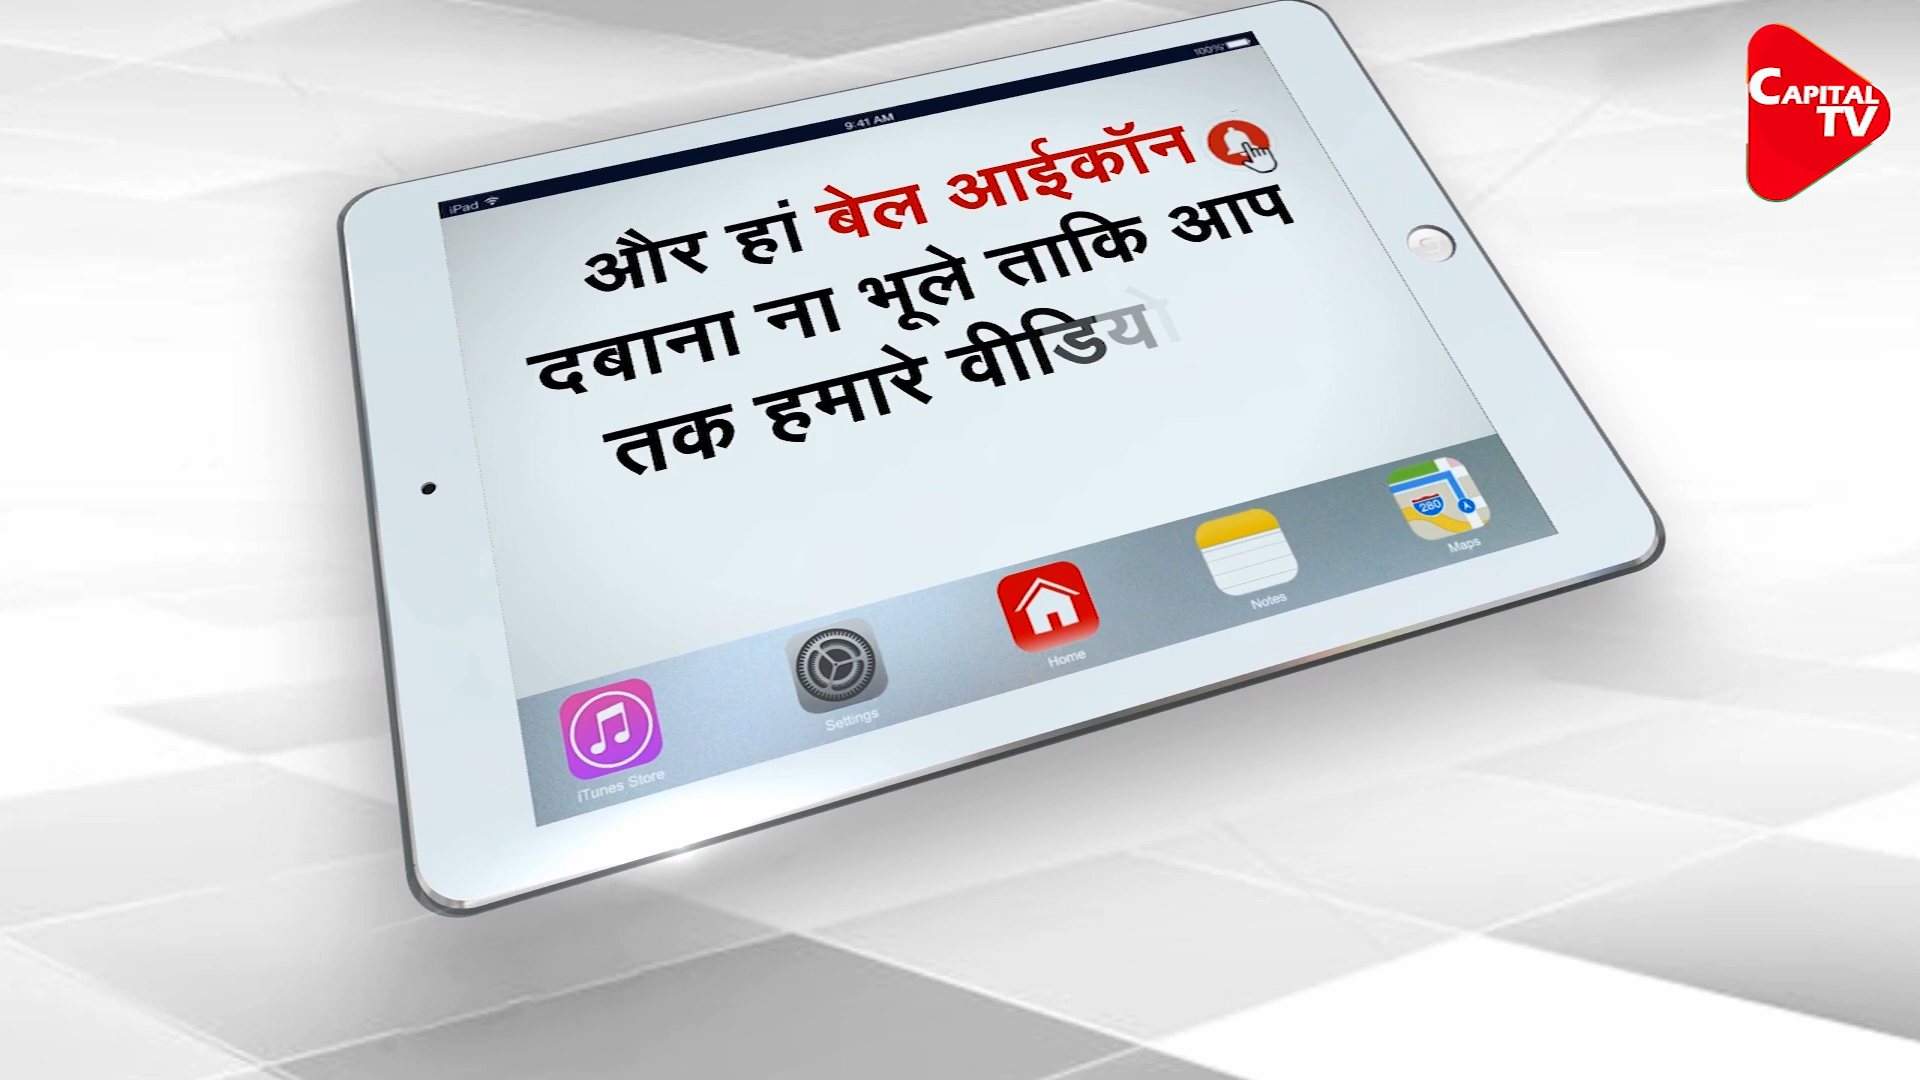 CAPITAL
TV
iPad
9:41 AM
100%
और हां बेल आईकॉन
दबाना ना भूले ताकि आप
तक हमारे वीडियो
280
iTunes Store
Settings
Home
Notes
Maps